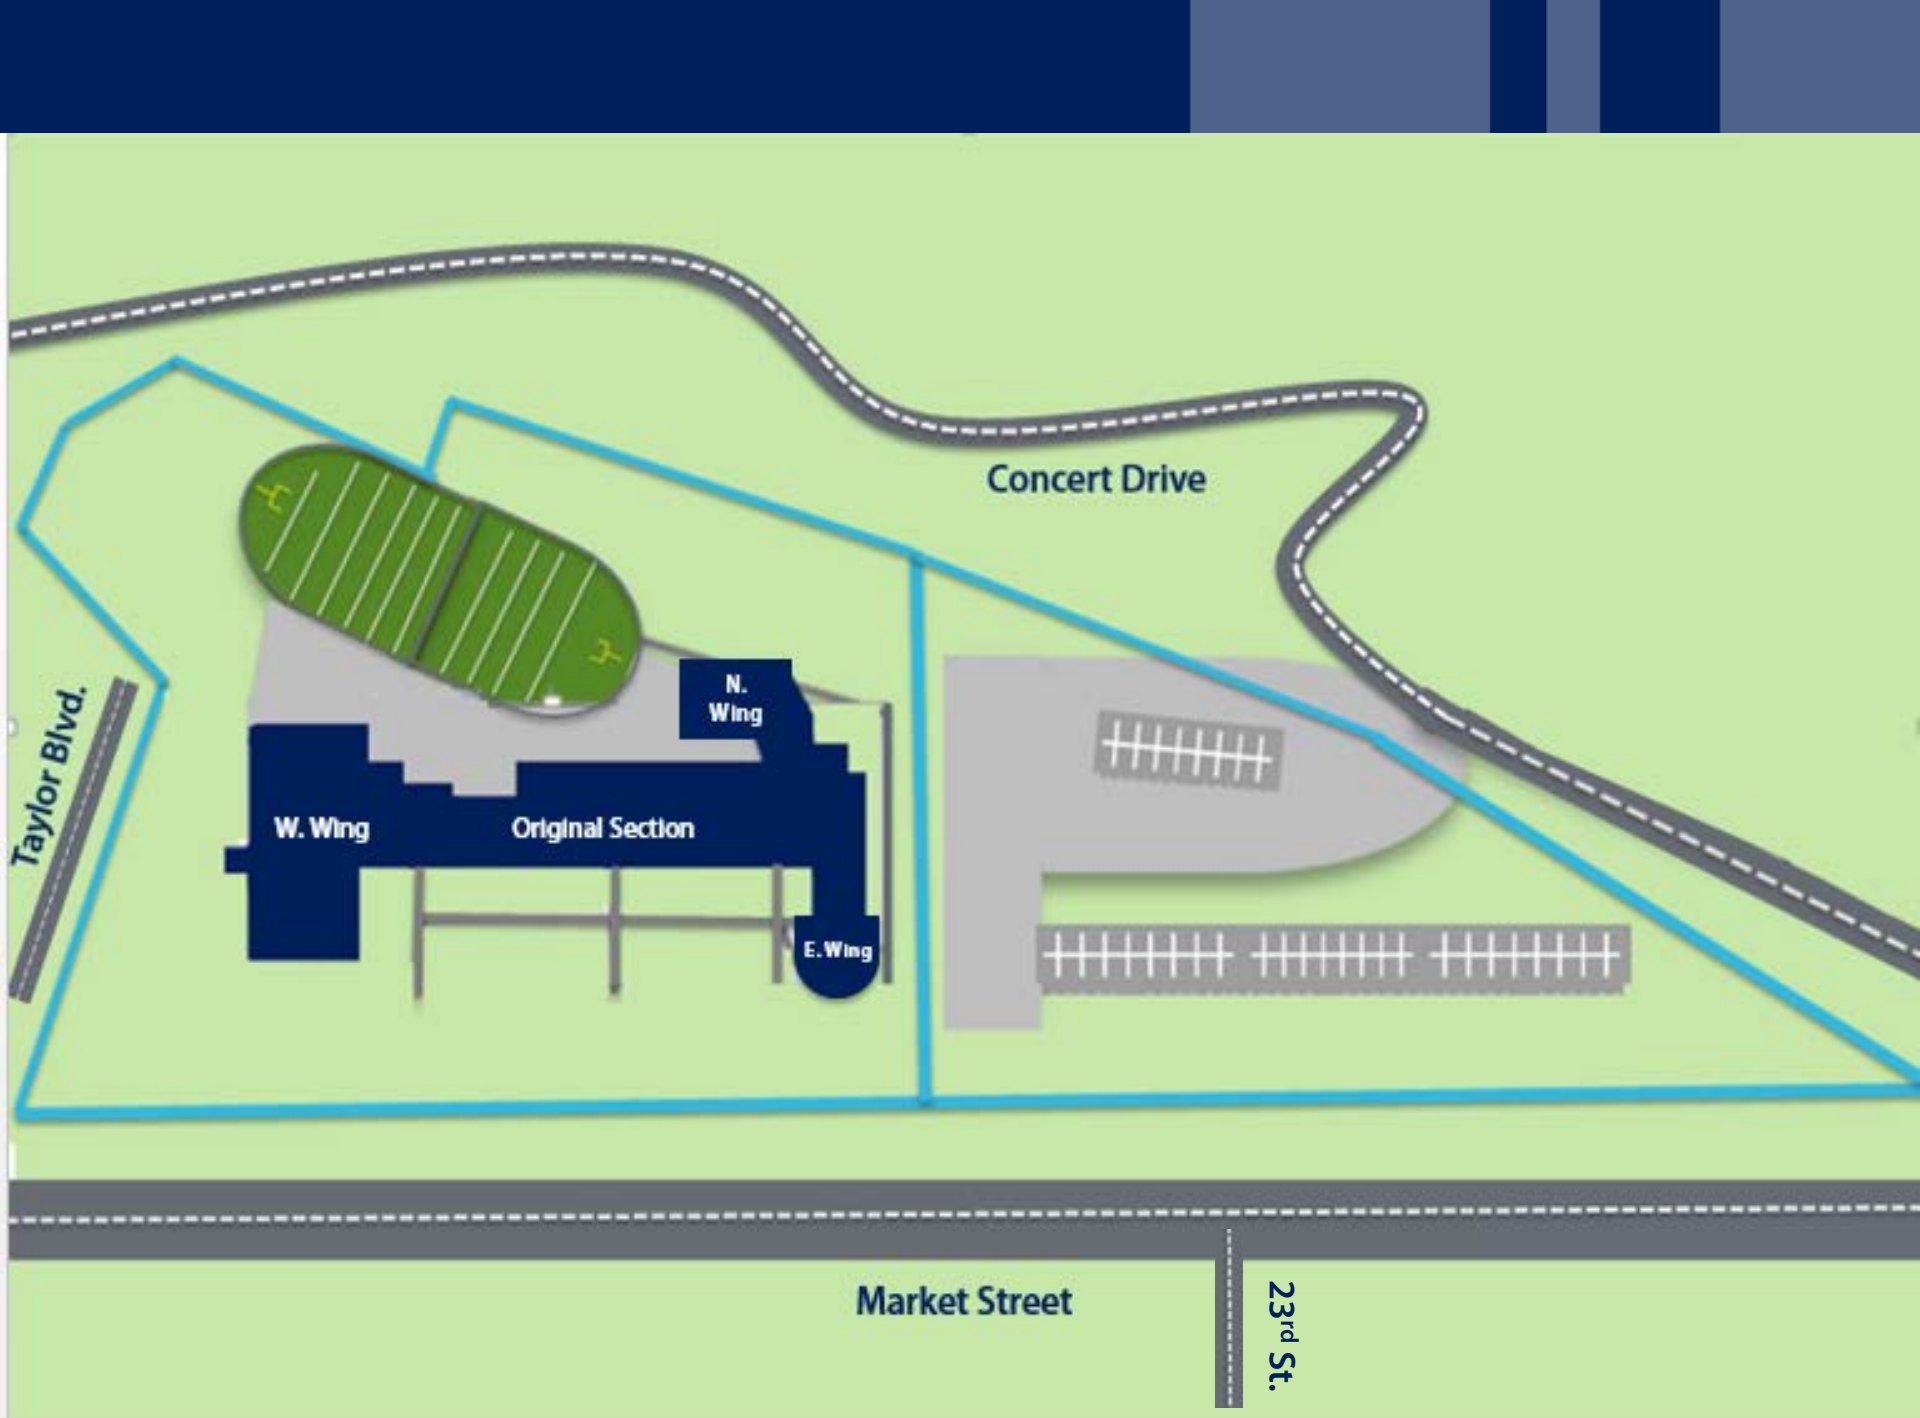 Concert Drive
N.
Wing
Taylor Blvd.
W. Wing
Original Section
E. Wing
Market Street
23rd St.